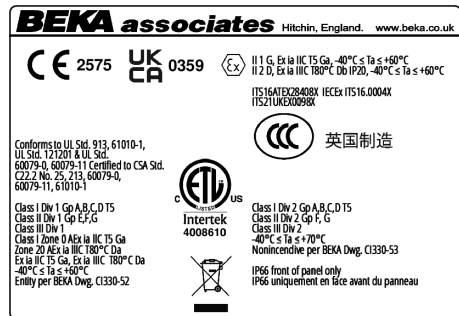 BEKA associates Hitchin, England. www.beka.co.uk
CE 2575 UK CA 0359 Ex
II 1 G, Ex ia IIC T5 Ga, -40°C ≤ Ta ≤ +60°C
II 2 D, Ex ia IIIC T80°C Db IP20, -40°C ≤ Ta ≤ +60°C
ITS16ATEX28408X IECEx ITS16.0004X
ITS21UKEX0098X
CCC 英国制造
Conforms to UL Std. 913, 61010-1,
UL Std. 121201 & UL Std.
60079-0, 60079-11 Certified to CSA Std.
C22.2 No. 25, 213, 60079-0,
60079-11, 61010-1
Class I Div 1 Gp A,B,C,D T5
Class II Div 1 Gp E,F,G
Class III Div 1
Class I Zone 0 AEx ia IIC T5 Ga
Zone 20 AEx ia IIIC T80°C Da
Ex ia IIC T5 Ga, Ex ia IIIC T80°C Da
-40°C ≤ Ta ≤ +60°C
Entity per BEKA Dwg. CI330-52
C ETL US
LISTED
Intertek
4008610
Class I Div 2 Gp A,B,C,D T5
Class II Div 2 Gp F, G
Class III Div 2
-40°C ≤ Ta ≤ +70°C
Nonincendive per BEKA Dwg. CI330-53
IP66 front of panel only
IP66 uniquement en face avant du panneau